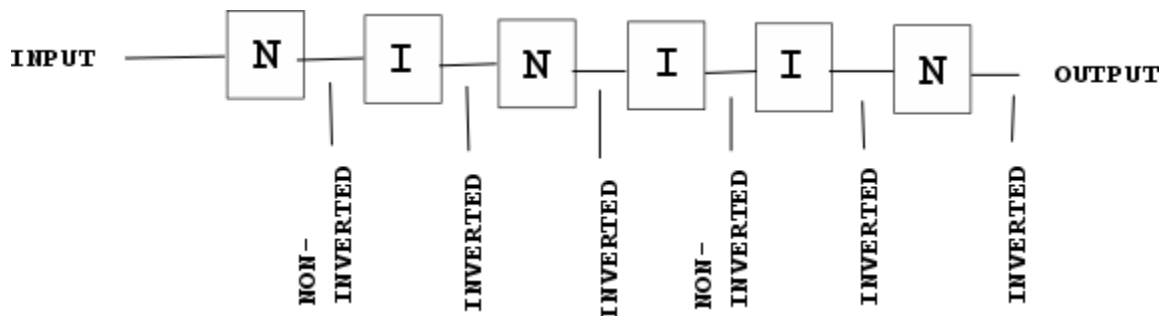 INPUT
N
I
N
I
I
N
OUTPUT
NON-
INVERTED
INVERTED
INVERTED
NON-
INVERTED
INVERTED
INVERTED